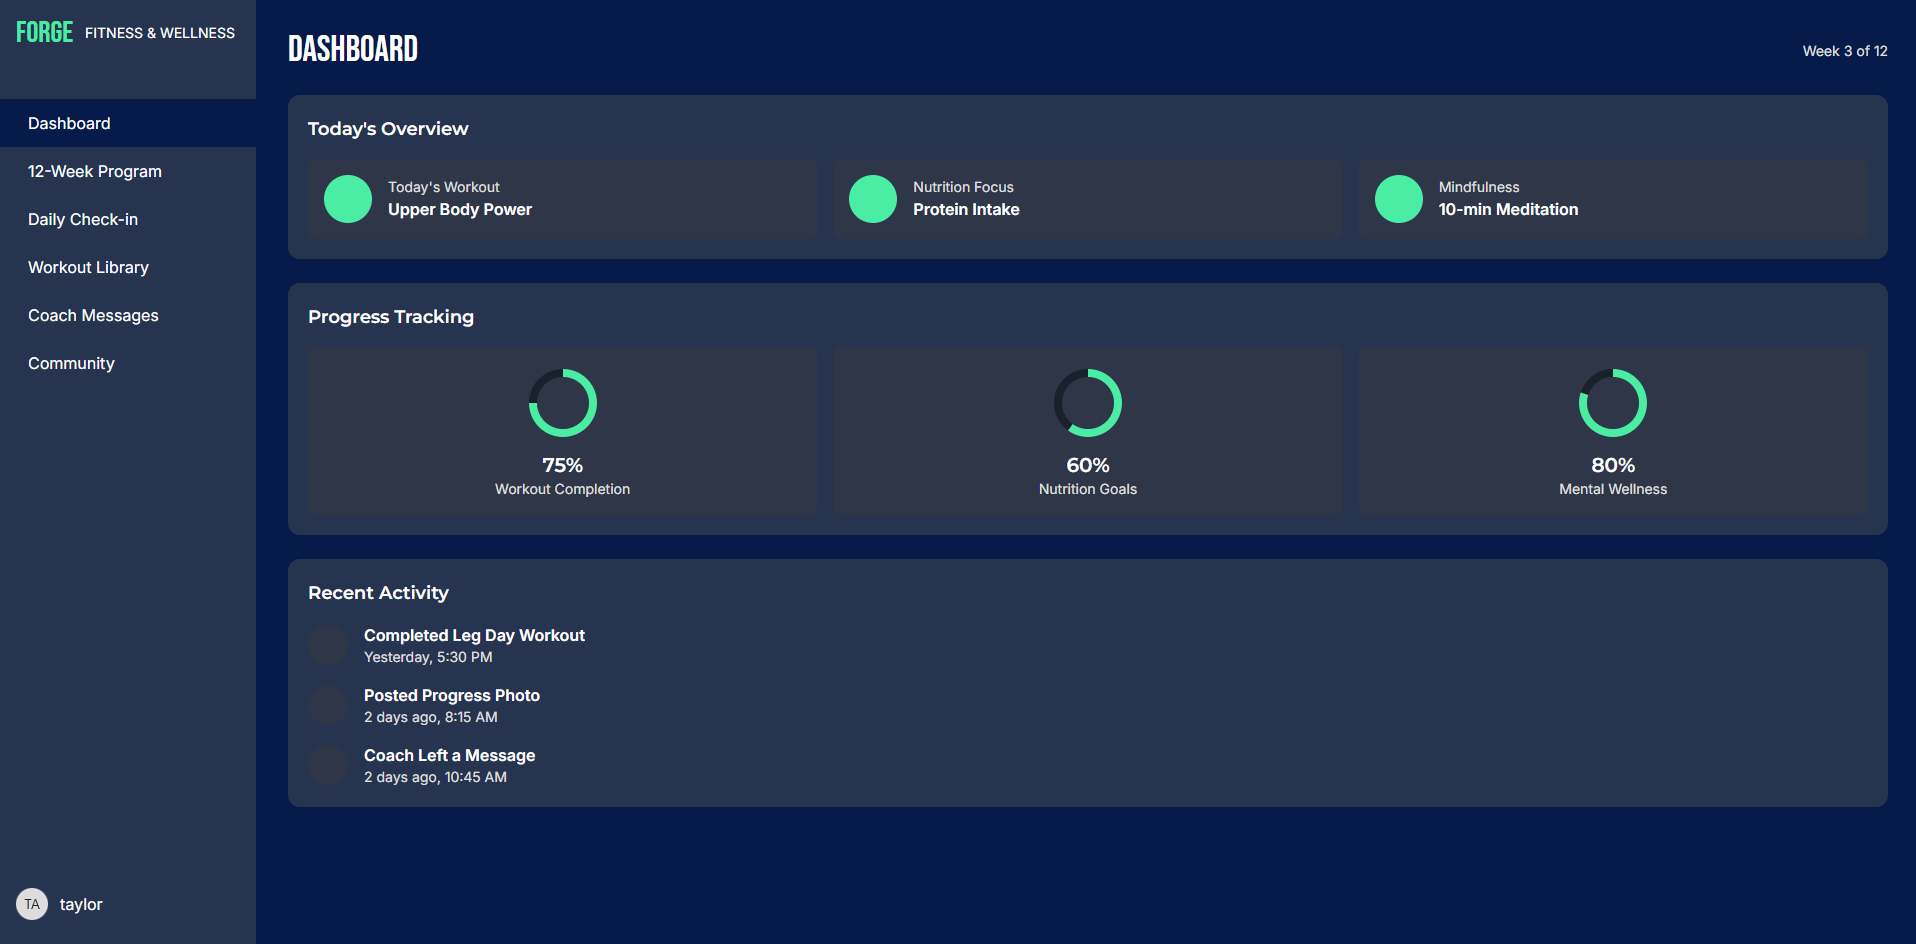 FORGE FITNESS & WELLNESS
Dashboard
12-Week Program
Daily Check-in
Workout Library
Coach Messages
Community
TA taylor
DASHBOARD
Week 3 of 12
Today's Overview
Today's Workout
Upper Body Power
Nutrition Focus
Protein Intake
Mindfulness
10-min Meditation
Progress Tracking
75%
Workout Completion
60%
Nutrition Goals
80%
Mental Wellness
Recent Activity
Completed Leg Day Workout
Yesterday, 5:30 PM
Posted Progress Photo
2 days ago, 8:15 AM
Coach Left a Message
2 days ago, 10:45 AM